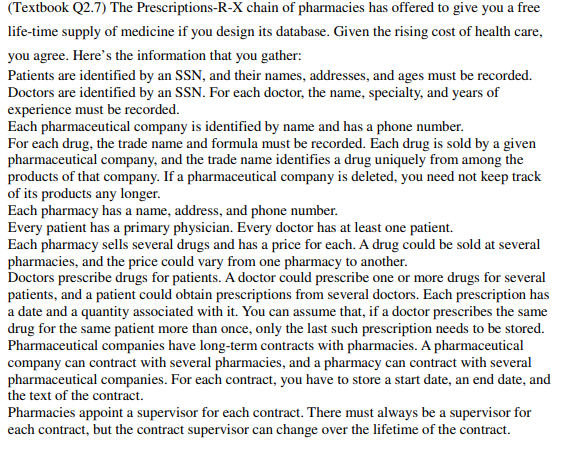 (Textbook Q2.7) The Prescriptions-R-X chain of pharmacies has offered to give you a free
life-time supply of medicine if you design its database. Given the rising cost of health care,
you agree. Here's the information that you gather:
Patients are identified by an SSN, and their names, addresses, and ages must be recorded.
Doctors are identified by an SSN. For each doctor, the name, specialty, and years of
experience must be recorded.
Each pharmaceutical company is identified by name and has a phone number.
For each drug, the trade name and formula must be recorded. Each drug is sold by a given
pharmaceutical company, and the trade name identifies a drug uniquely from among the
products of that company. If a pharmaceutical company is deleted, you need not keep track
of its products any longer.
Each pharmacy has a name, address, and phone number.
Every patient has a primary physician. Every doctor has at least one patient.
Each pharmacy sells several drugs and has a price for each. A drug could be sold at several
pharmacies, and the price could vary from one pharmacy to another.
Doctors prescribe drugs for patients. A doctor could prescribe one or more drugs for several
patients, and a patient could obtain prescriptions from several doctors. Each prescription has
a date and a quantity associated with it. You can assume that, if a doctor prescribes the same
drug for the same patient more than once, only the last such prescription needs to be stored.
Pharmaceutical companies have long-term contracts with pharmacies. A pharmaceutical
company can contract with several pharmacies, and a pharmacy can contract with several
pharmaceutical companies. For each contract, you have to store a start date, an end date, and
the text of the contract.
Pharmacies appoint a supervisor for each contract. There must always be a supervisor for
each contract, but the contract supervisor can change over the lifetime of the contract.